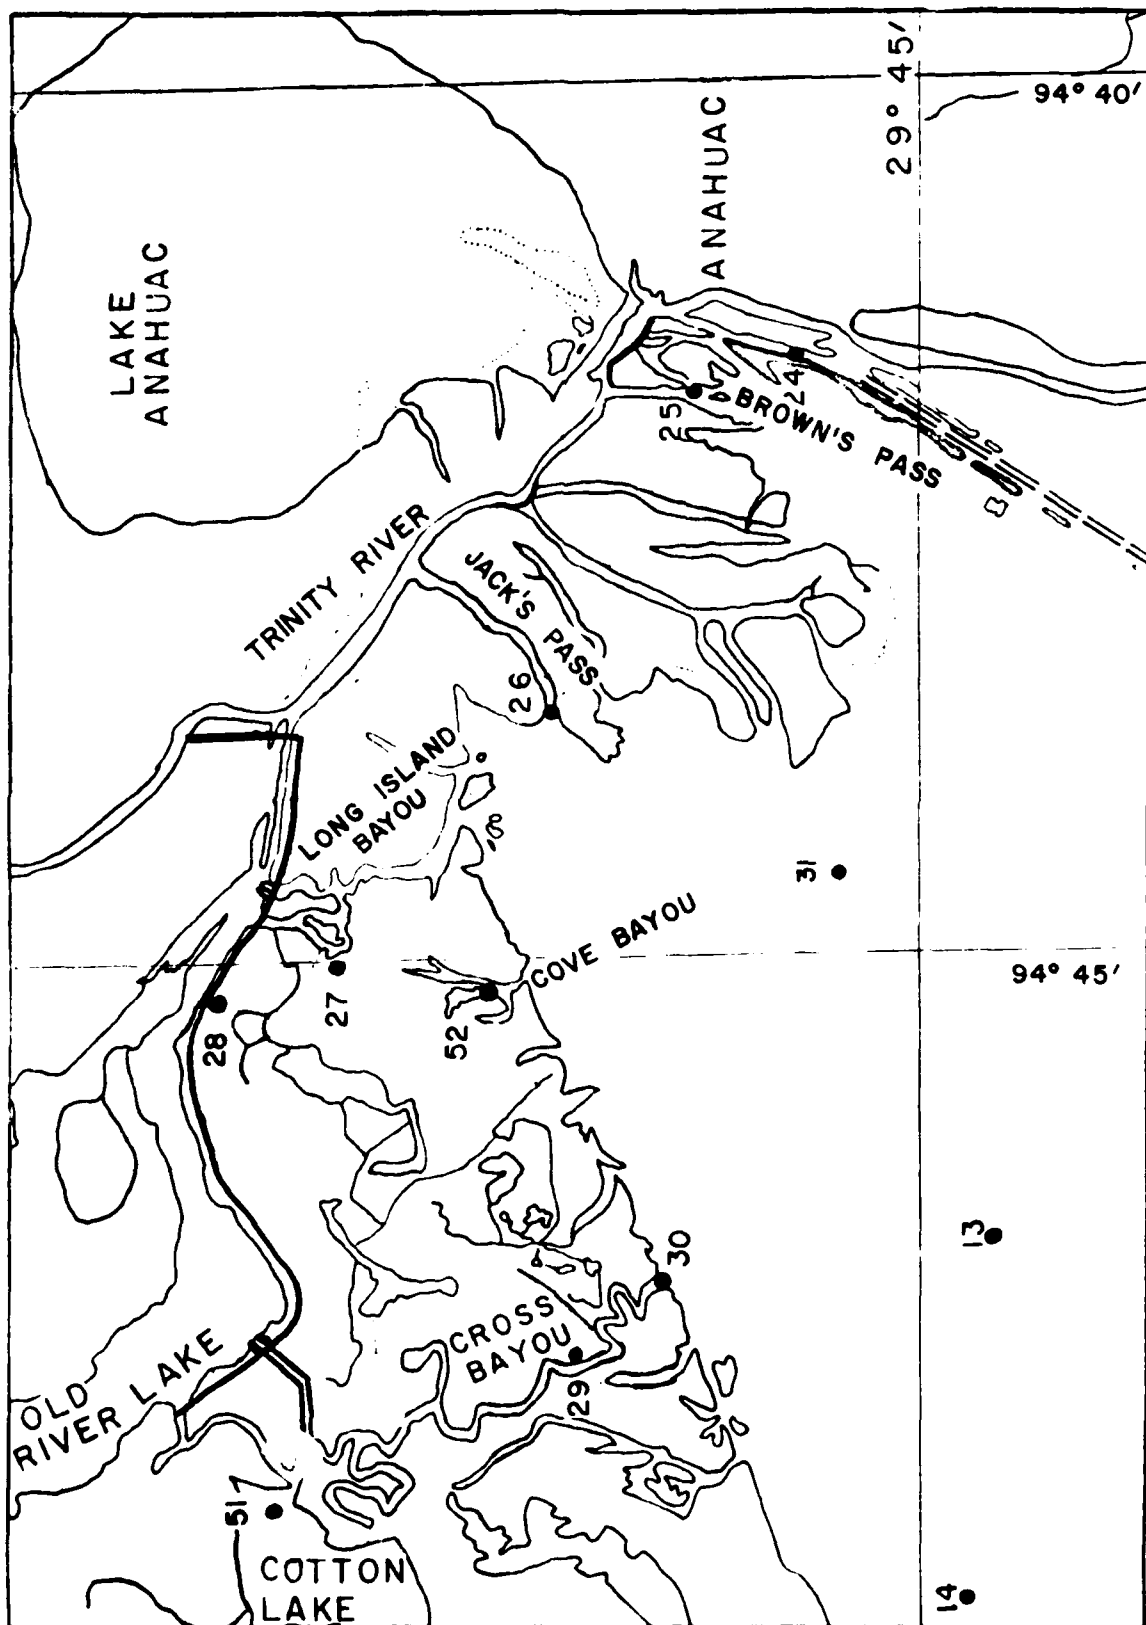 29° 45'
94° 40'
ANAHUAC
LAKE
ANAHUAC
24
25
BROWN'S PASS
TRINITY RIVER
JACK'S PASS
26
LONG ISLAND
BAYOU
31
COVE BAYOU
94° 45'
27
28
52
13
30
CROSS
BAYOU
29
OLD
RIVER LAKE
51
COTTON
LAKE
14